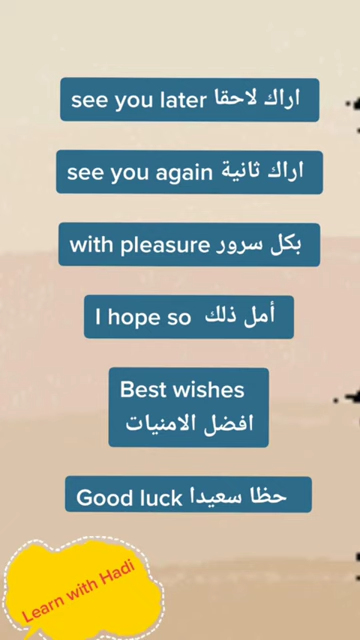 see you later اراك لاحقا
see you again اراك ثانية
with pleasure بكل سرور
I hope so أمل ذلك
Best wishes
افضل الامنيات
Good luck حظا سعيدا
Learn with Hadi